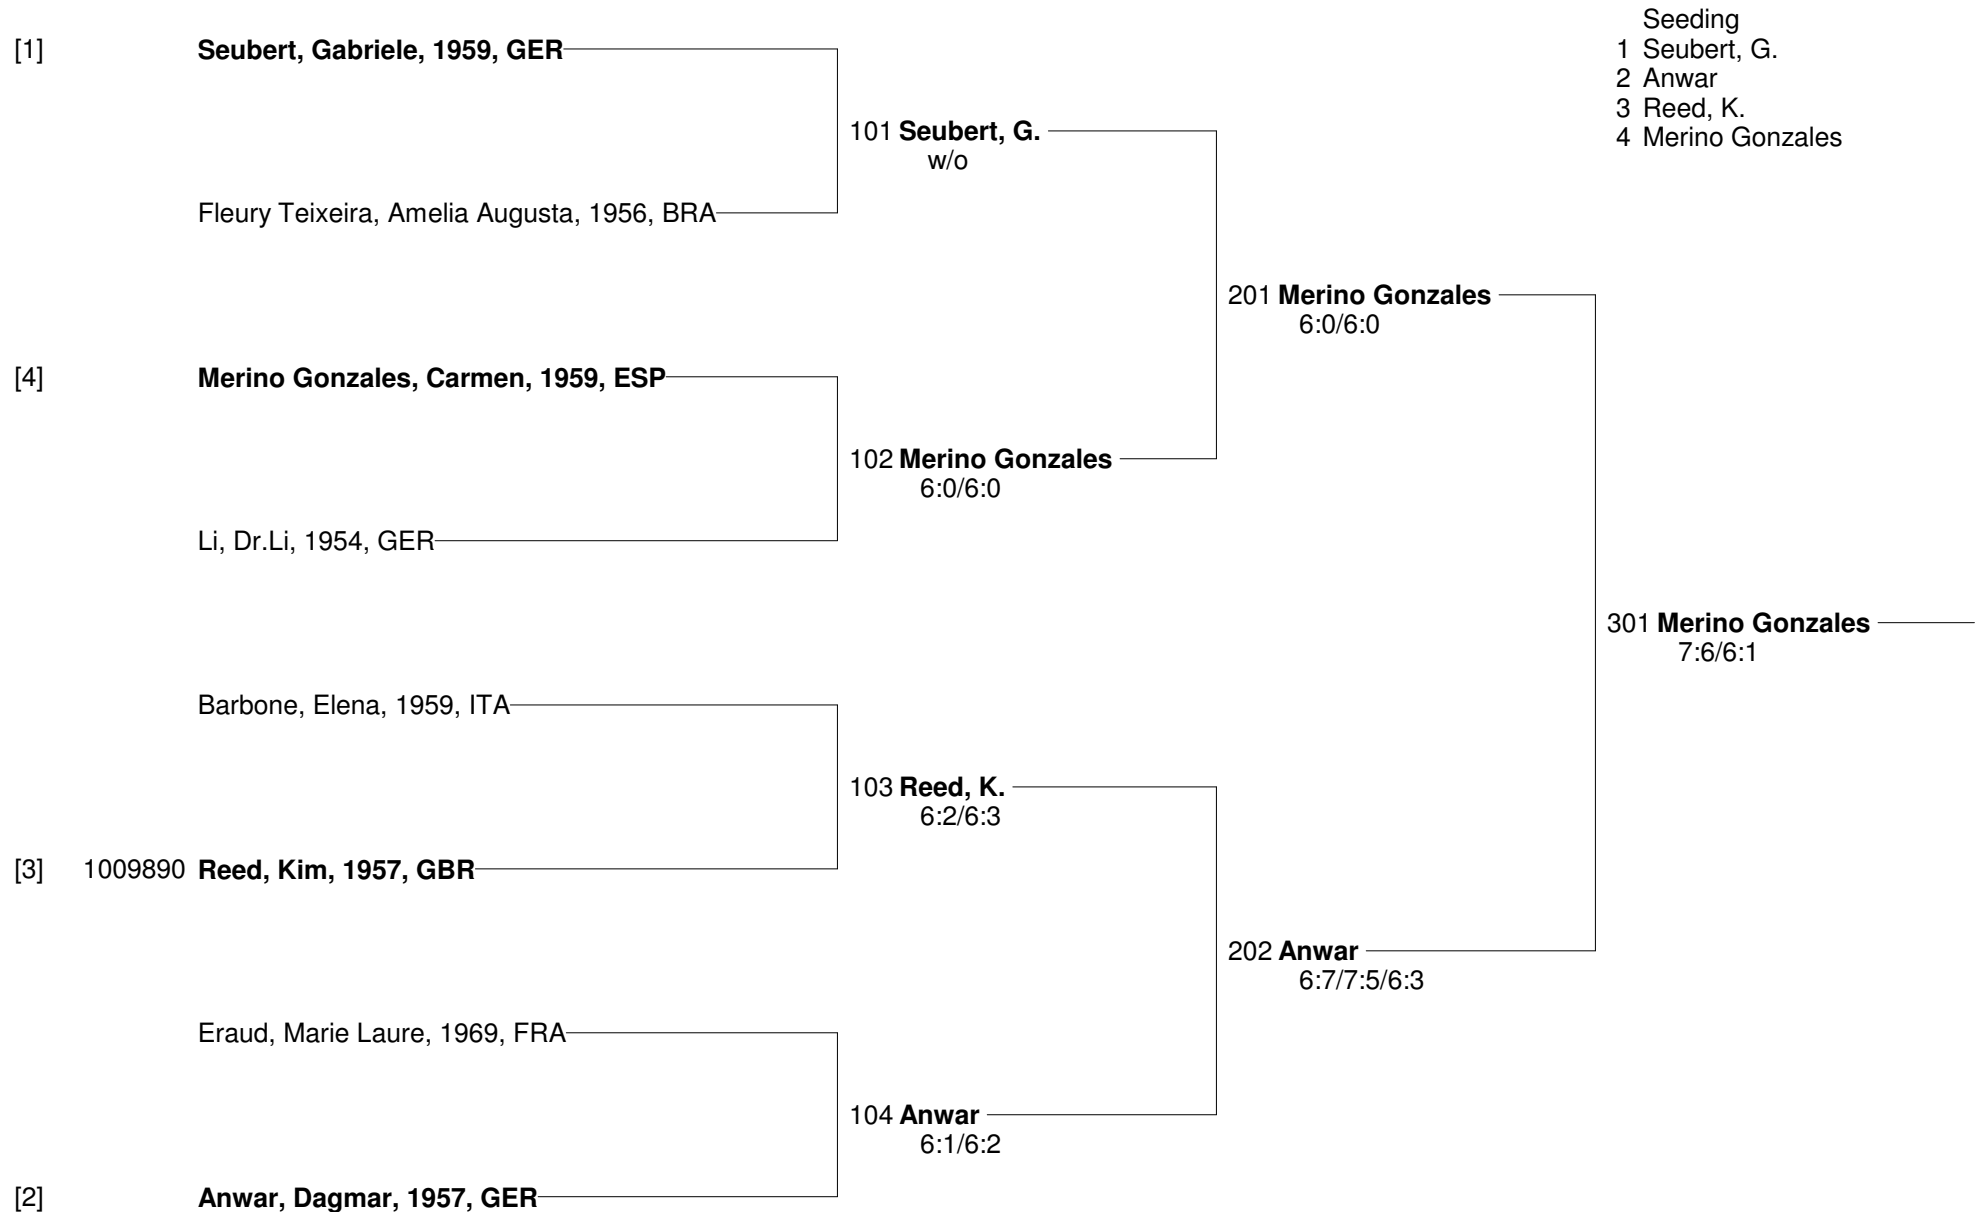 Seeding
[1] Seubert, Gabriele, 1959, GER
1 Seubert, G.
2 Anwar
3 Reed, K.
4 Merino Gonzales
101 Seubert, G.
w/o
Fleury Teixeira, Amelia Augusta, 1956, BRA
201 Merino Gonzales
6:0/6:0
[4] Merino Gonzales, Carmen, 1959, ESP
102 Merino Gonzales
6:0/6:0
Li, Dr.Li, 1954, GER
301 Merino Gonzales
7:6/6:1
Barbone, Elena, 1959, ITA
103 Reed, K.
6:2/6:3
[3] 1009890 Reed, Kim, 1957, GBR
202 Anwar
6:7/7:5/6:3
Eraud, Marie Laure, 1969, FRA
104 Anwar
6:1/6:2
[2] Anwar, Dagmar, 1957, GER